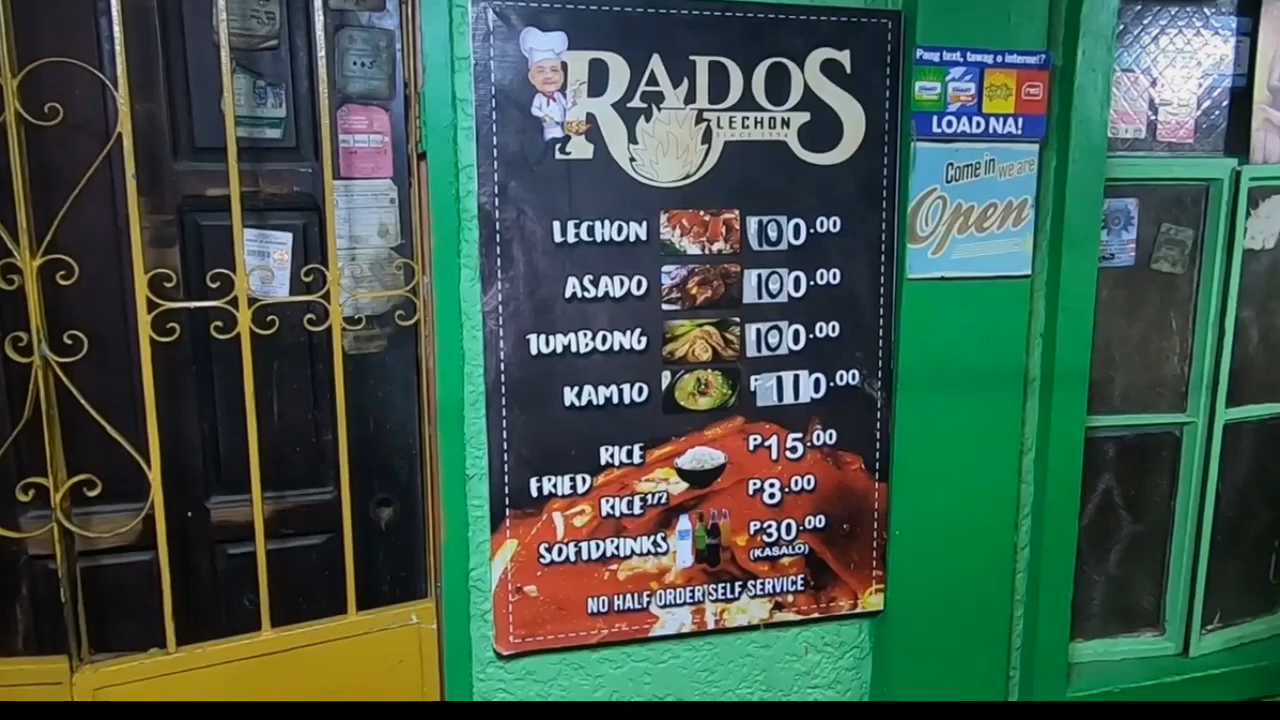 RADOS
LECHON
SINCE 1994
LECHON 100.00
ASADO 100.00
TUMBONG 100.00
KAMTO P110.00
RICE P15.00
FRIED
RICE 1/2 P8.00
SOFTDRINKS P30.00
(KASALO)
NO HALF ORDER SELF SERVICE
Pang text, tawag o internet?
LOAD NA!
Come in we are
Open